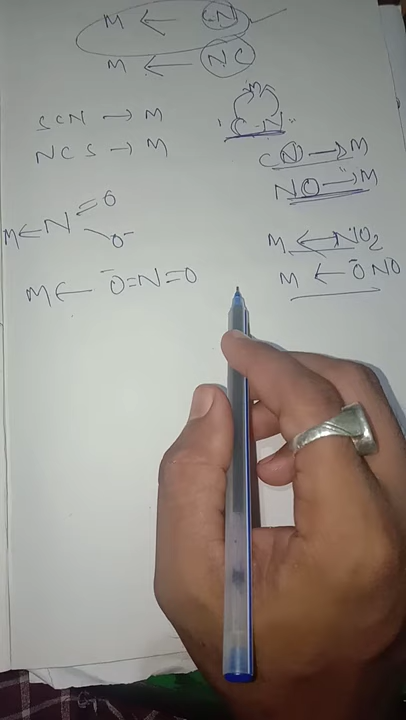 M ← CN
M ← NC
SCN → M
NCS → M
M
C-N
CN → M
NO → M
M ← N = O
O⁻
M ← NO2
M ← ŌNO
M ← Ō=N=O